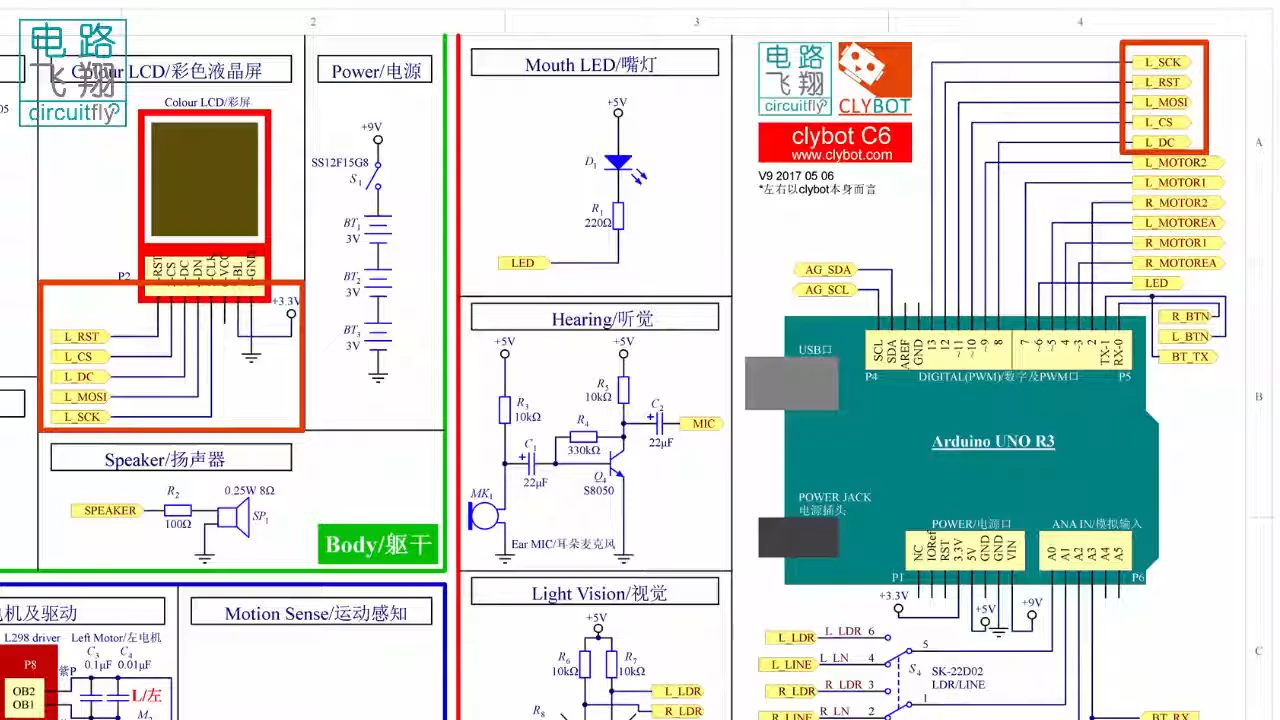 2
3
4
电路
飞翔
circuitfly
Colour LCD/彩色液晶屏
Colour LCD/彩屏
05
P2
+3.3V
L_RST
L_CS
L_DC
L_MOSI
L_SCK
Power/电源
+9V
SS12F15G8
S1
BT1
3V
BT2
3V
BT3
3V
Speaker/扬声器
SPEAKER
R2
100Ω
0.25W 8Ω
SP1
Body/躯干
Mouth LED/嘴灯
+5V
D1
R1
220Ω
LED
Hearing/听觉
+5V
+5V
R3
10kΩ
R5
10kΩ
R4
330kΩ
C1
22μF
C2
22μF
MIC
Q4
S8050
MK1
Ear MIC/耳朵麦克风
Light Vision/视觉
+5V
R6
10kΩ
R7
10kΩ
R8
L_LDR
R_LDR
电路
飞翔
circuitfly
CLYBOT
clybot C6
www.clybot.com
V9 2017 05 06
*左右以clybot本身而言
L_SCK
L_RST
L_MOSI
L_CS
L_DC
L_MOTOR2
L_MOTOR1
R_MOTOR2
L_MOTOREA
R_MOTOR1
R_MOTOREA
LED
R_BTN
L_BTN
BT_TX
AG_SDA
AG_SCL
SCL
SDA
AREF
GND
13
12
~11
~10
~9
8
7
~6
~5
4
~3
2
TX-1
RX-0
P4
DIGITAL(PWM)/数字及PWM口
P5
USB口
Arduino UNO R3
POWER JACK
电源插头
POWER/电源口
ANA IN/模拟输入
NC
IORef
RST
3.3V
5V
GND
GND
VIN
A0
A1
A2
A3
A4
A5
P1
P6
+3.3V
+5V
+9V
L_LDR
L_LDR 6
L_LINE
L_LN 4
R_LDR
R_LDR 3
R_LINE
R_LN 2
5
1
S4
SK-22D02
LDR/LINE
BT_RX
A
B
C
机及驱动
L298 driver
Left Motor/左电机
C3
0.1μF
C4
0.01μF
P8
紫P
OB2
OB1
L/左
M2
Motion Sense/运动感知